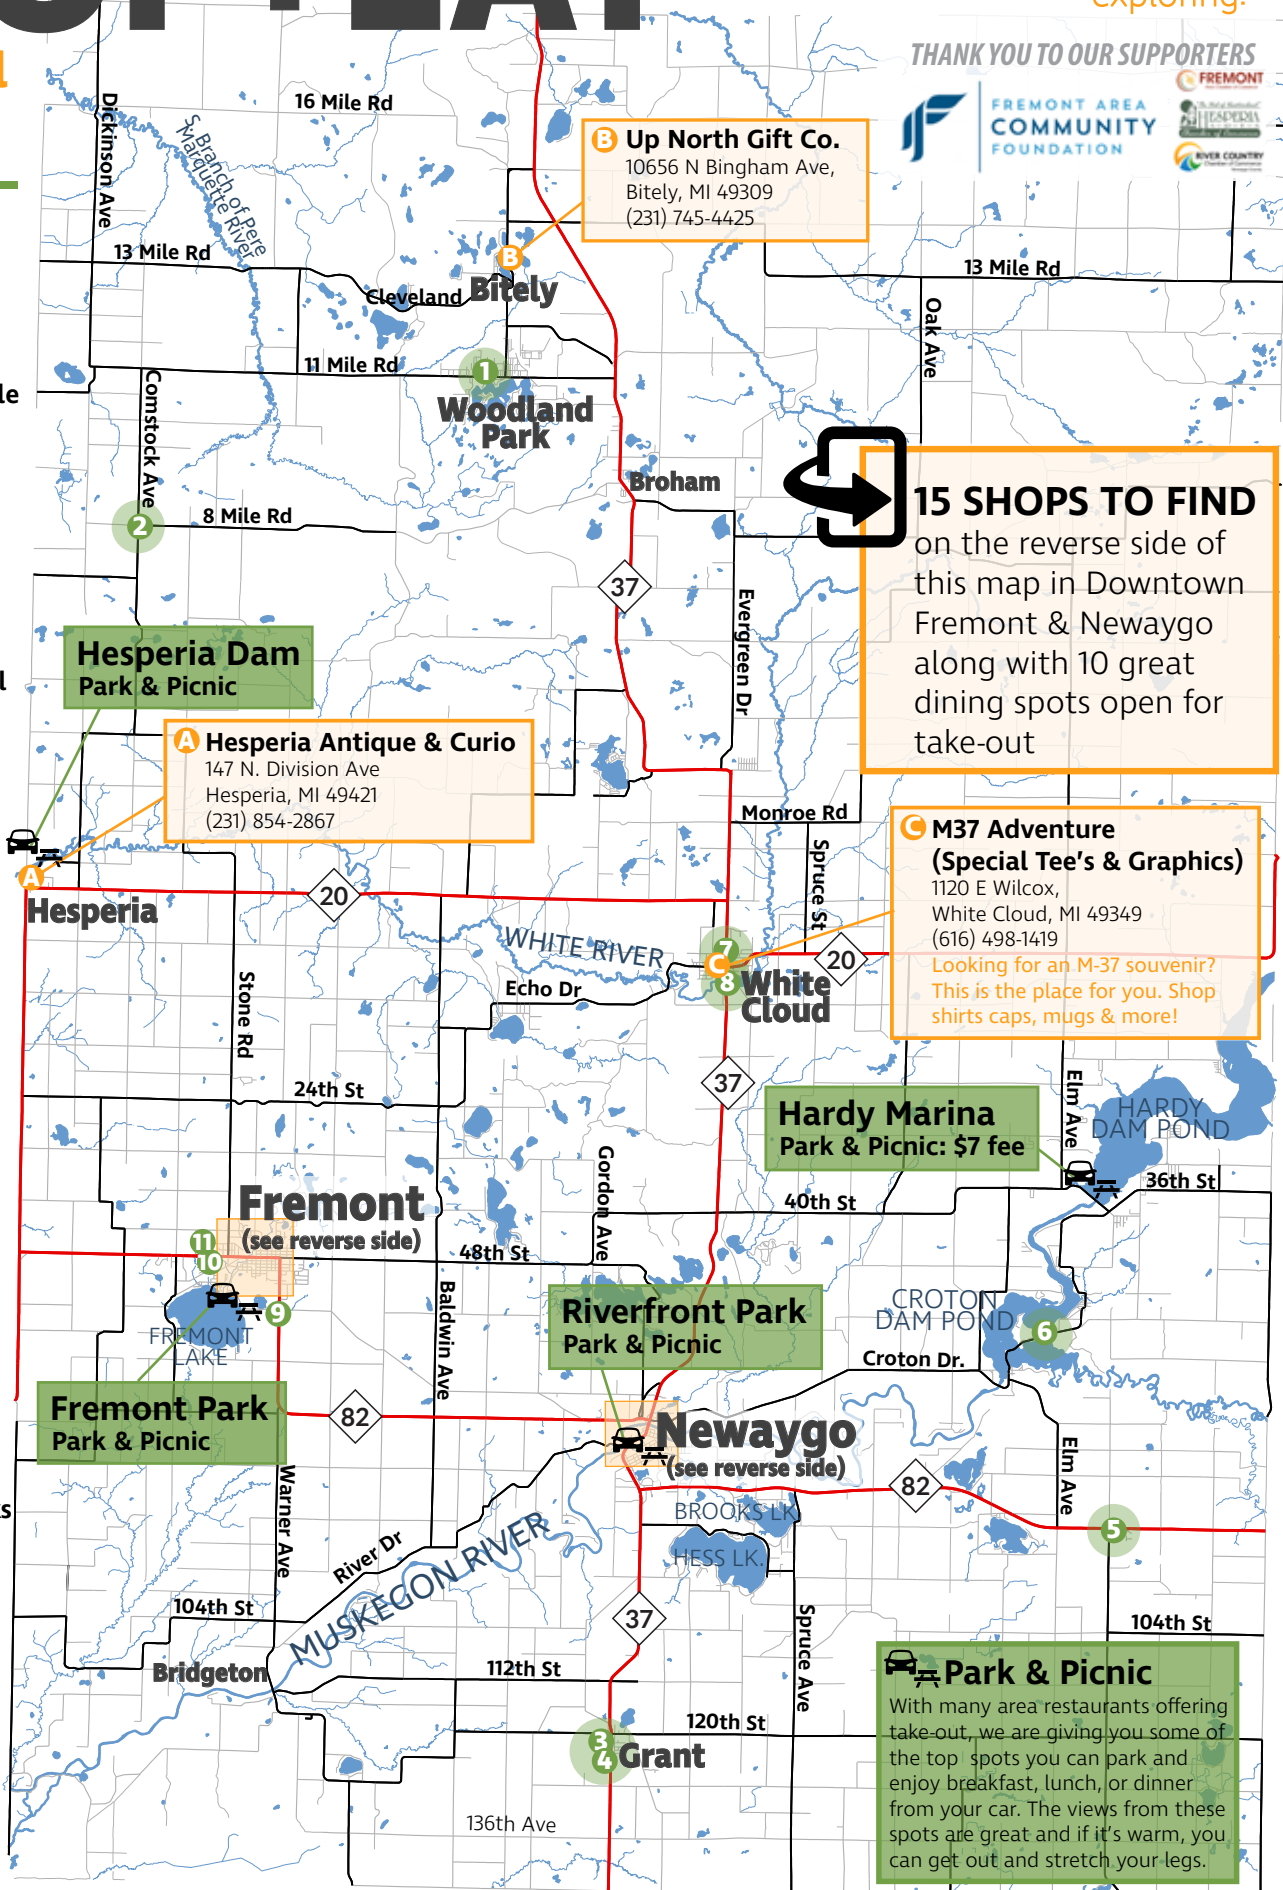 exploring!
THANK YOU TO OUR SUPPORTERS
FREMONT
FREMONT AREA
COMMUNITY
FOUNDATION
HESPERIA
RIVER COUNTRY
16 Mile Rd
Dickinson Ave
S. Branch of Pere
Marquette River
B Up North Gift Co.
10656 N Bingham Ave,
Bitely, MI 49309
(231) 745-4425
13 Mile Rd
B
13 Mile Rd
Cleveland
Bitely
Oak Ave
11 Mile Rd
1
Comstock Ave
Woodland
Park
Broham
2
8 Mile Rd
15 SHOPS TO FIND
on the reverse side of
this map in Downtown
Fremont & Newaygo
along with 10 great
dining spots open for
take-out
37
Evergreen Dr
Hesperia Dam
Park & Picnic
A Hesperia Antique & Curio
147 N. Division Ave
Hesperia, MI 49421
(231) 854-2867
Monroe Rd
Spruce St
C M37 Adventure
(Special Tee's & Graphics)
1120 E Wilcox,
White Cloud, MI 49349
(616) 498-1419
Looking for an M-37 souvenir?
This is the place for you. Shop
shirts caps, mugs & more!
A
Hesperia
20
WHITE RIVER
7
C
8
White
Cloud
20
Echo Dr
Stone Rd
24th St
37
Elm Ave
HARDY
DAM POND
Hardy Marina
Park & Picnic: $7 fee
36th St
40th St
Gordon Ave
Fremont
(see reverse side)
11
10
48th St
9
FREMONT
LAKE
Baldwin Ave
Riverfront Park
Park & Picnic
CROTON
DAM POND
6
Croton Dr.
Fremont Park
Park & Picnic
82
Newaygo
(see reverse side)
82
Elm Ave
Warner Ave
BROOKS LK.
HESS LK.
5
River Dr
MUSKEGON RIVER
104th St
37
Spruce Ave
104th St
Bridgeton
112th St
120th St
3
4
Grant
136th Ave
Park & Picnic
With many area restaurants offering
take-out, we are giving you some of
the top spots you can park and
enjoy breakfast, lunch, or dinner
from your car. The views from these
spots are great and if it's warm, you
can get out and stretch your legs.